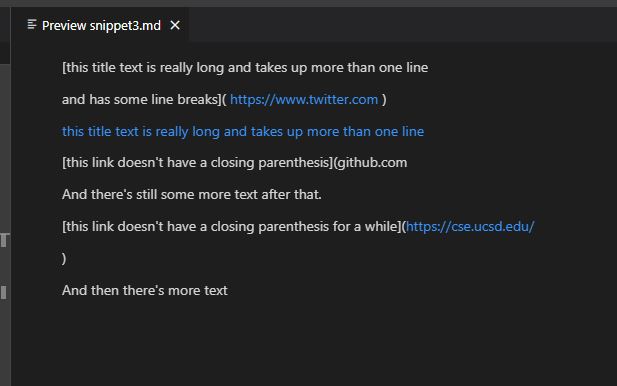 Preview snippet3.md
[this title text is really long and takes up more than one line
and has some line breaks]( https://www.twitter.com )
this title text is really long and takes up more than one line
[this link doesn't have a closing parenthesis](github.com
And there's still some more text after that.
[this link doesn't have a closing parenthesis for a while](https://cse.ucsd.edu/
)
And then there's more text